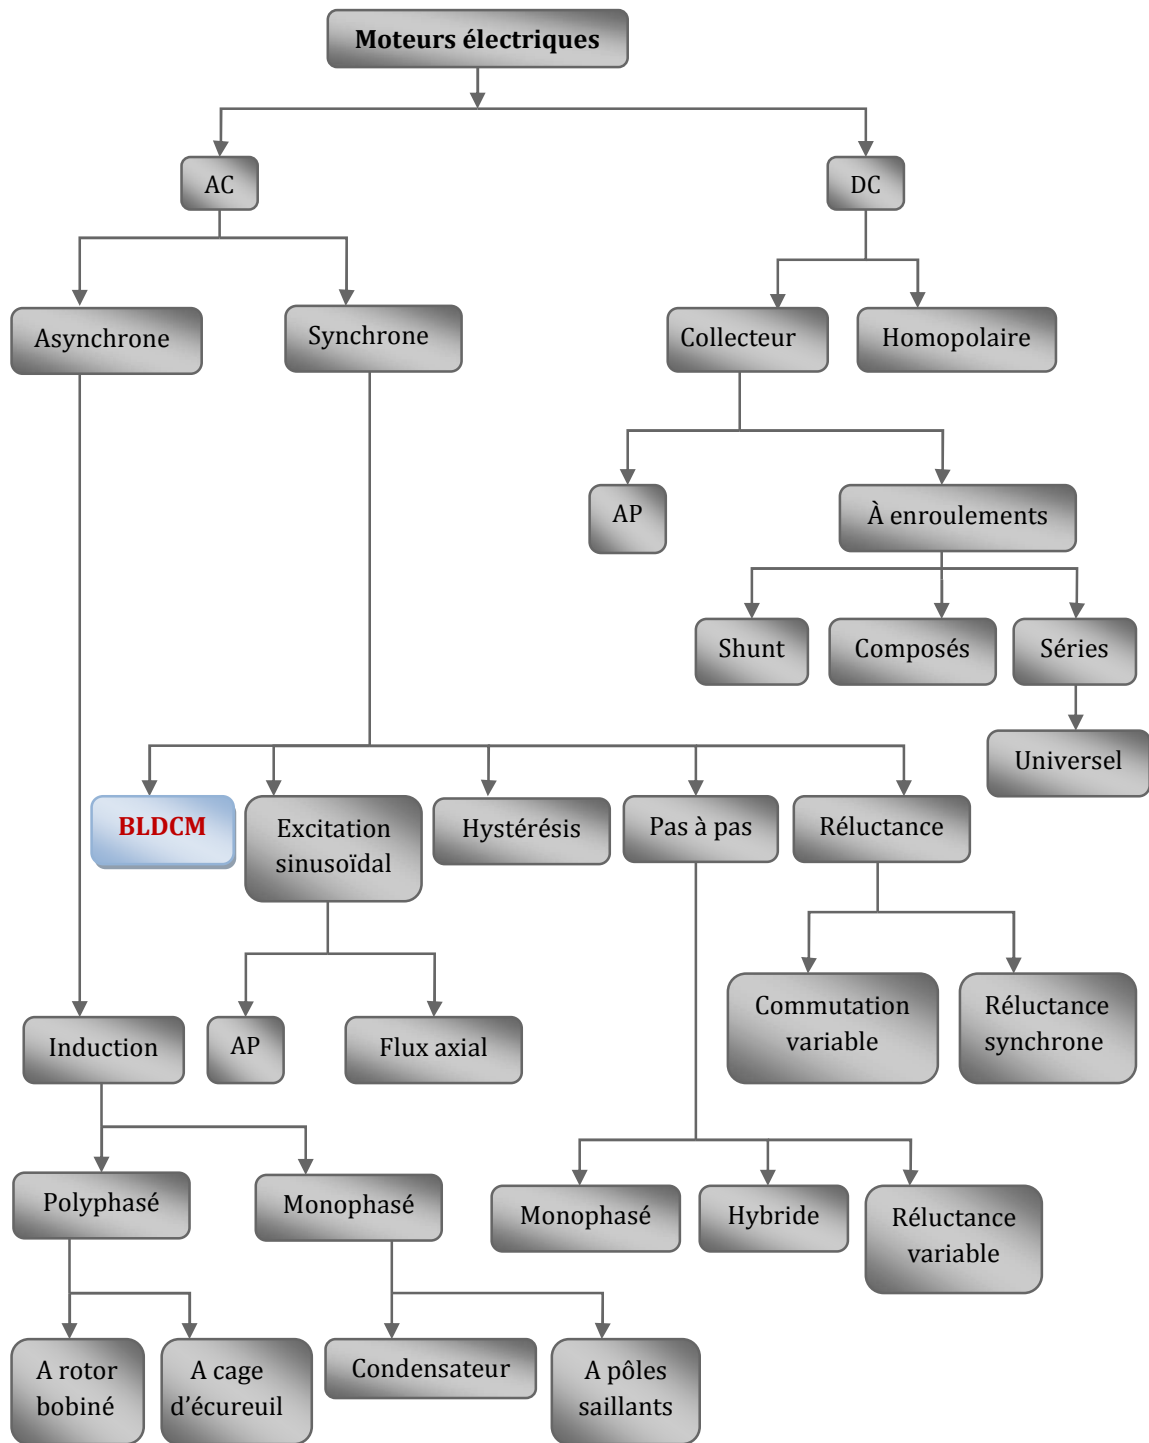 Moteurs électriques
AC
DC
Asynchrone
Synchrone
Collecteur
Homopolaire
AP
À enroulements
Shunt
Composés
Séries
Universel
BLDCM
Excitation
sinusoïdal
Hystérésis
Pas à pas
Réluctance
Commutation
variable
Réluctance
synchrone
Induction
AP
Flux axial
Polyphasé
Monophasé
Monophasé
Hybride
Réluctance
variable
A rotor
bobiné
A cage
d'écureuil
Condensateur
A pôles
saillants